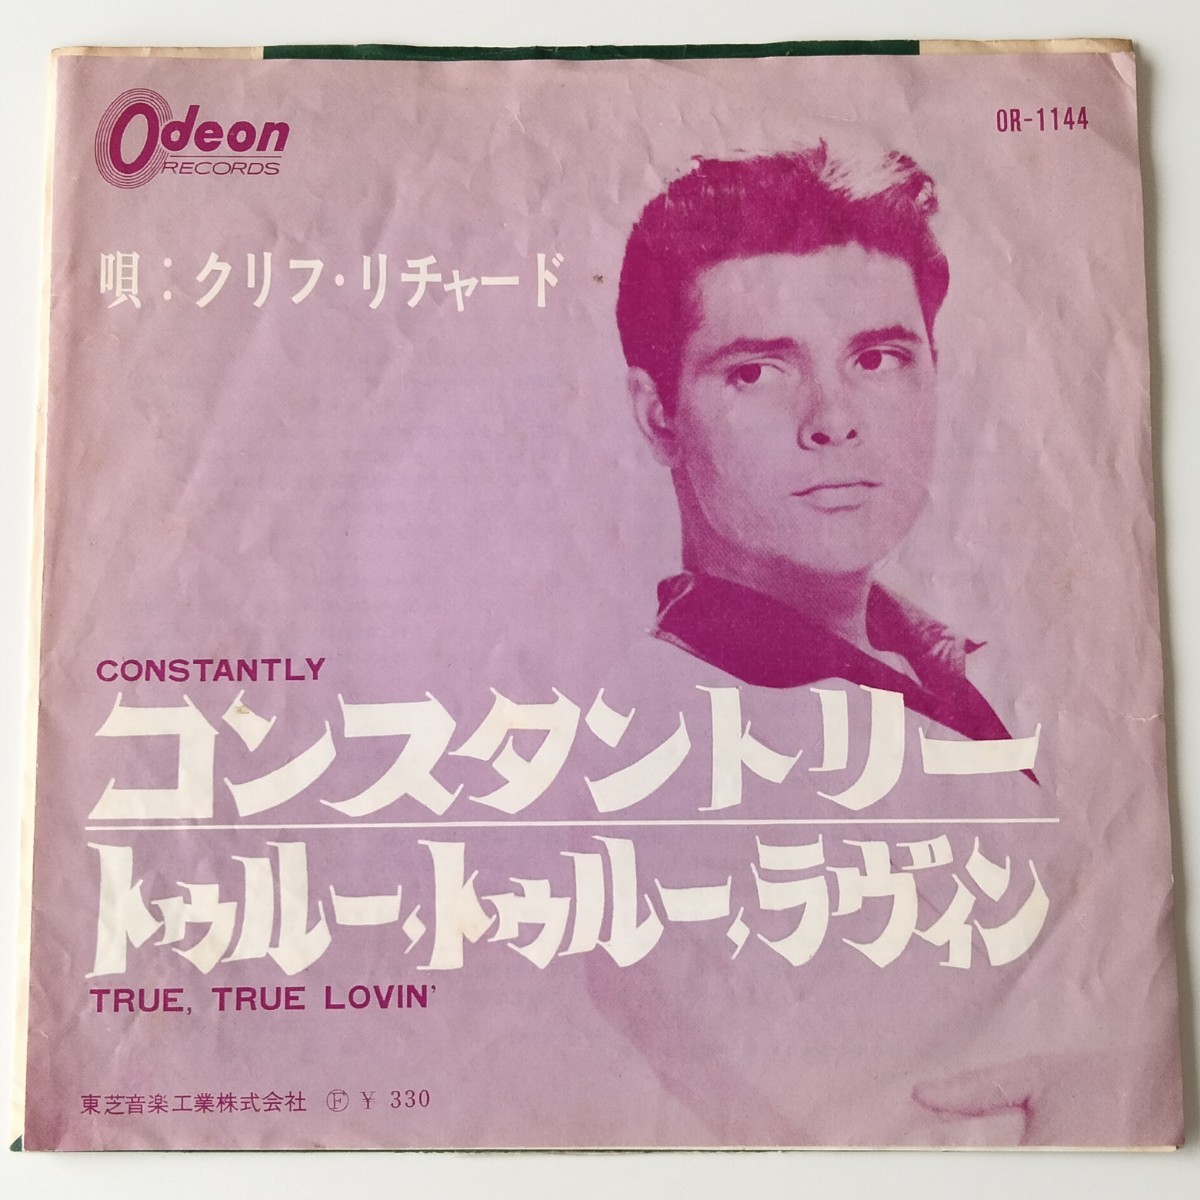 Odeon
RECORDS
OR-1144
唄:クリフ・リチャード
CONSTANTLY
コンスタントリー
トゥルー,トゥルー,ラヴィン
TRUE, TRUE LOVIN'
東芝音楽工業株式会社 Ⓕ ¥ 330